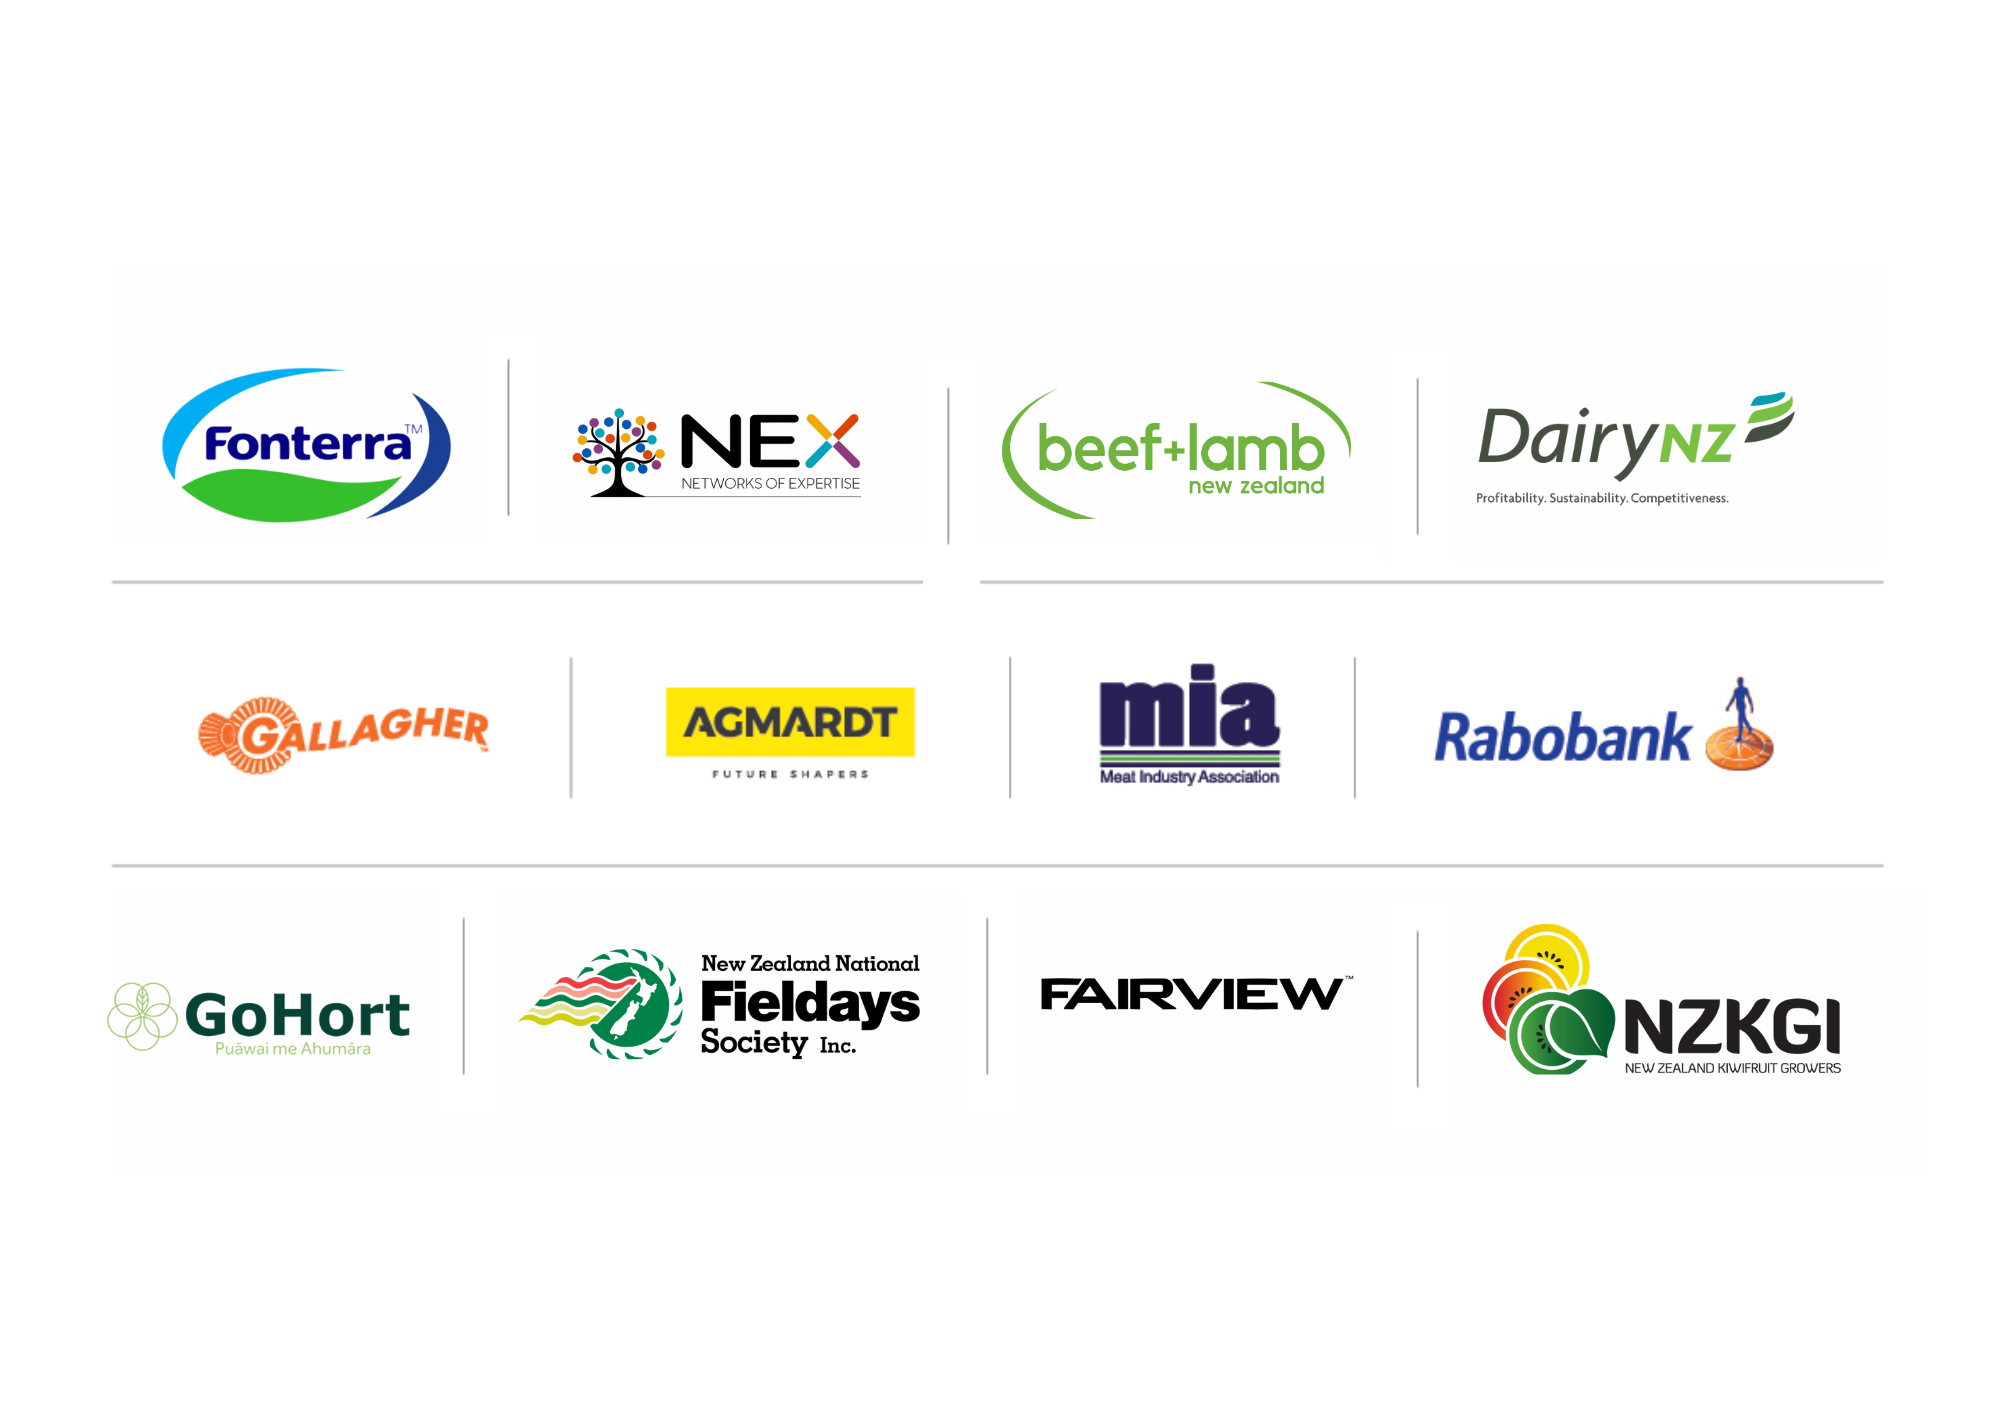 Fonterra™
NEX
NETWORKS OF EXPERTISE
beef+lamb
new zealand
DairyNZ
Profitability. Sustainability. Competitiveness.
GALLAGHER™
AGMARDT
FUTURE SHAPERS
mia
Meat Industry Association
Rabobank
GoHort
Puāwai me Ahumāra
New Zealand National
Fieldays
Society Inc.
FAIRVIEW™
NZKGI
NEW ZEALAND KIWIFRUIT GROWERS